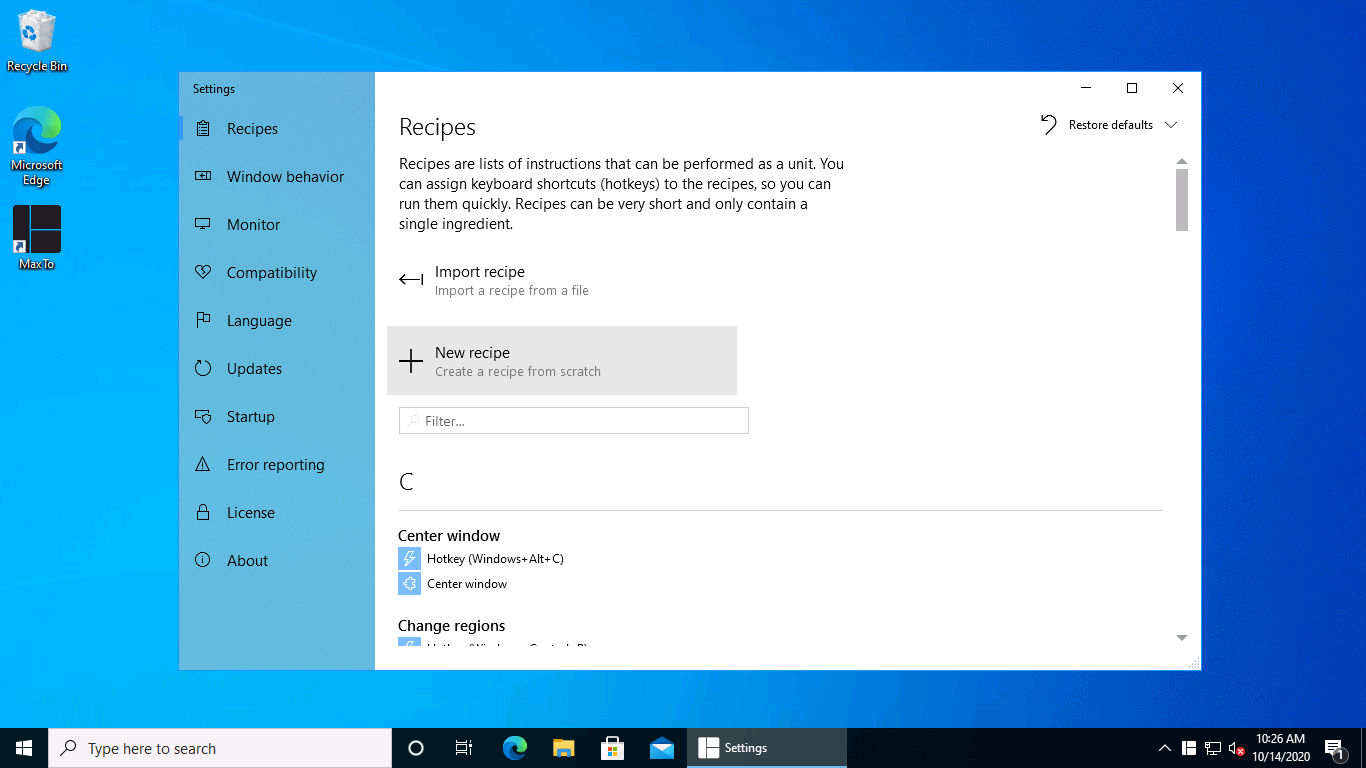 Recycle Bin
Microsoft
Edge
MaxTo
Settings
Recipes
Window behavior
Monitor
Compatibility
Language
Updates
Startup
Error reporting
License
About
Recipes
Restore defaults
Recipes are lists of instructions that can be performed as a unit. You
can assign keyboard shortcuts (hotkeys) to the recipes, so you can
run them quickly. Recipes can be very short and only contain a
single ingredient.
Import recipe
Import a recipe from a file
New recipe
Create a recipe from scratch
Filter...
C
Center window
Hotkey (Windows+Alt+C)
Center window
Change regions
Type here to search
Settings
10:26 AM
10/14/2020
1